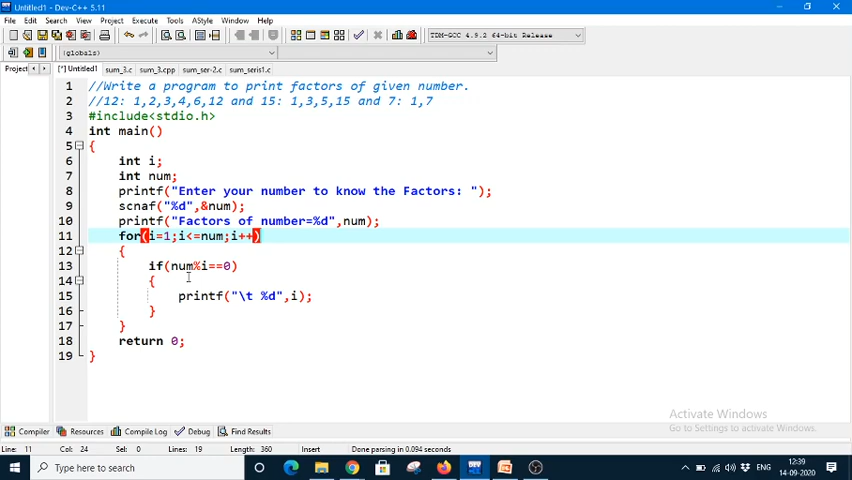 Untitled1 - Dev-C++ 5.11
File Edit Search View Project Execute Tools AStyle Window Help
TDM-GCC 4.9.2 64-bit Release
(globals)
Project
[*] Untitled1 sum_3.c sum_3.cpp sum_ser-2.c sum_seris1.c
1 //Write a program to print factors of given number.
2 //12: 1,2,3,4,6,12 and 15: 1,3,5,15 and 7: 1,7
3 #include<stdio.h>
4 int main()
5 {
6 int i;
7 int num;
8 printf("Enter your number to know the Factors: ");
9 scnaf("%d",&num);
10 printf("Factors of number=%d",num);
11 for(i=1;i<=num;i++)
12 {
13 if(num%i==0)
14 {
15 printf("\t %d",i);
16 }
17 }
18 return 0;
19 }
Activate Windows
Go to Settings to activate Windows.
Compiler Resources Compile Log Debug Find Results
Line: 11 Col: 24 Sel: 0 Lines: 19 Length: 360 Insert Done parsing in 0.094 seconds
Type here to search
DEV
ENG
12:39
14-09-2020